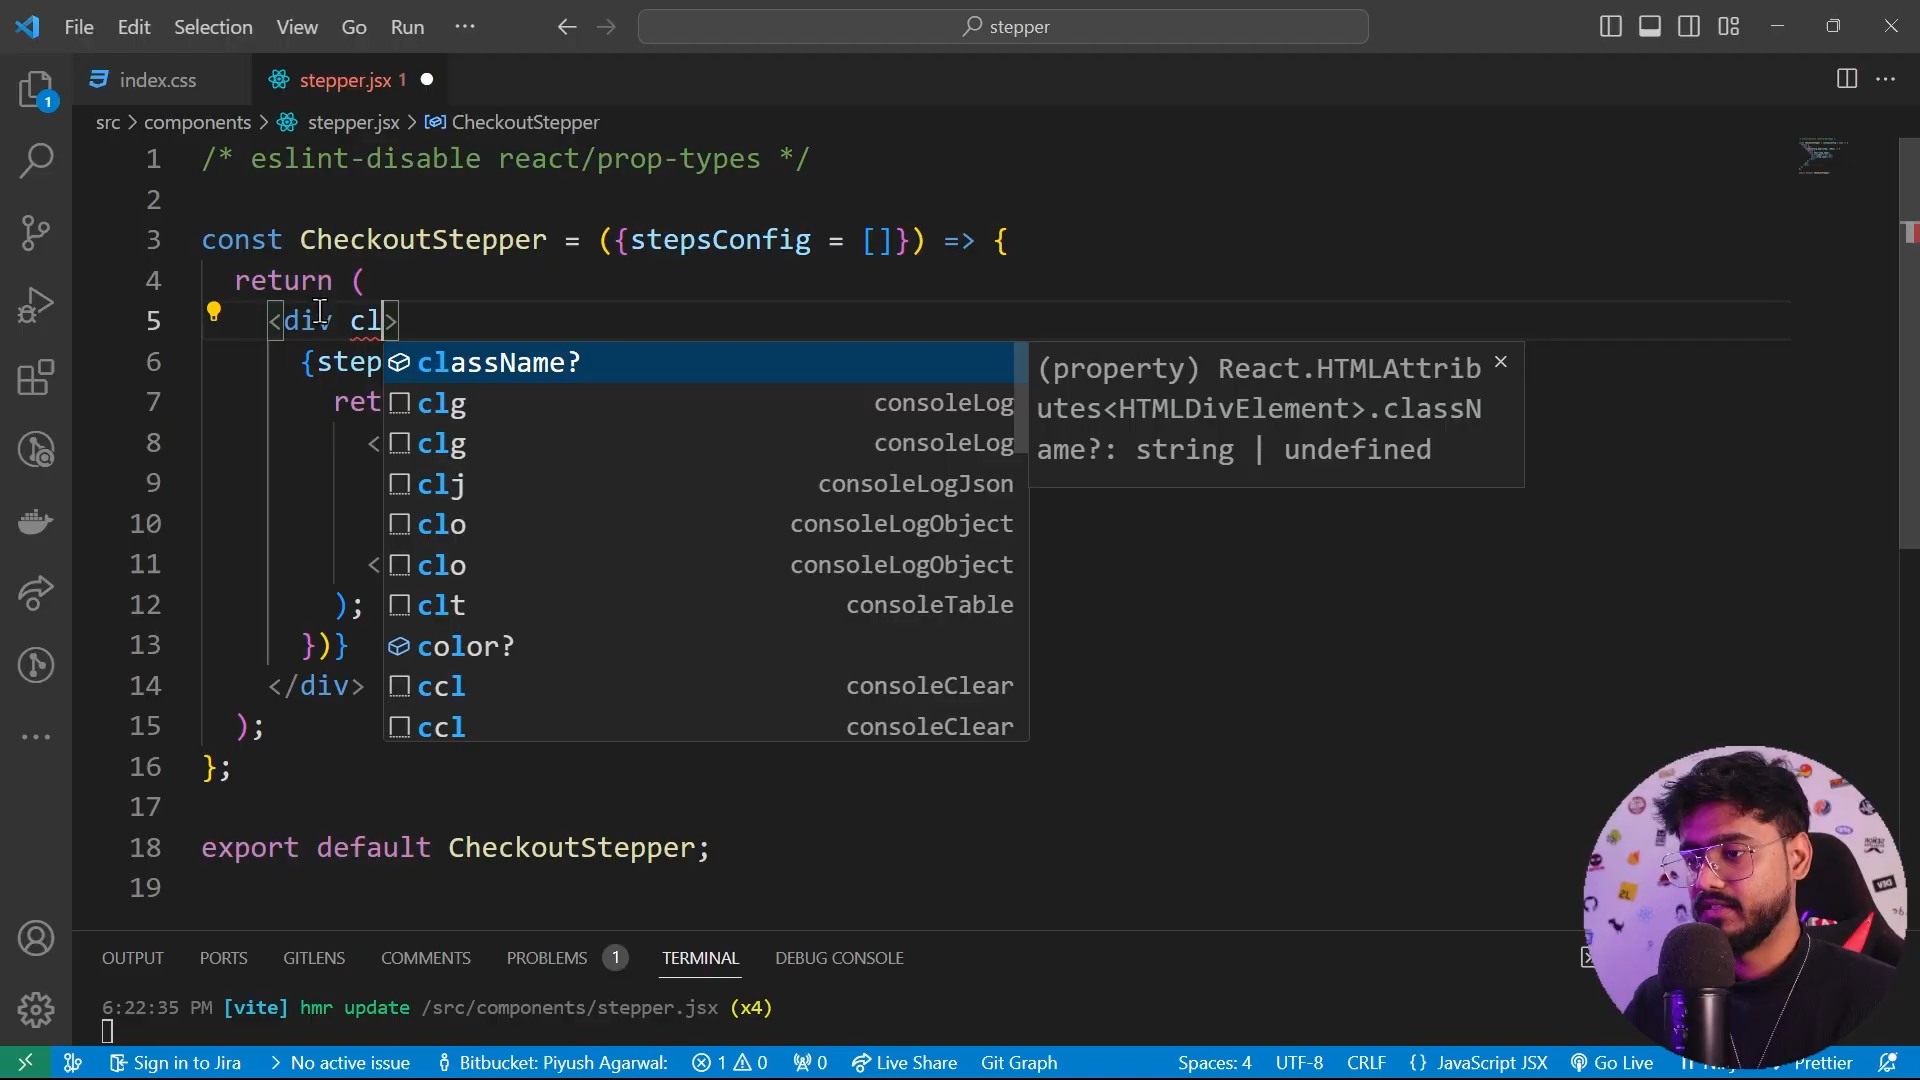 File Edit Selection View Go Run ··· stepper
index.css stepper.jsx 1
src > components > stepper.jsx > CheckoutStepper
1 /* eslint-disable react/prop-types */
2
3 const CheckoutStepper = ({stepsConfig = []}) => {
4 return (
5 <div cl>
6 {step
7 ret
8 <
9
10
11 <
12 );
13 })}
14 </div>
15 );
16 };
17
18 export default CheckoutStepper;
19
className?
clg consoleLog
clg consoleLog
clj consoleLogJson
clo consoleLogObject
clo consoleLogObject
clt consoleTable
color?
ccl consoleClear
ccl consoleClear
(property) React.HTMLAttrib
utes<HTMLDivElement>.classN
ame?: string | undefined
OUTPUT PORTS GITLENS COMMENTS PROBLEMS 1 TERMINAL DEBUG CONSOLE
6:22:35 PM [vite] hmr update /src/components/stepper.jsx (x4)
Sign in to Jira No active issue Bitbucket: Piyush Agarwal: 1 0 0 Live Share Git Graph Spaces: 4 UTF-8 CRLF {} JavaScript JSX Go Live Prettier